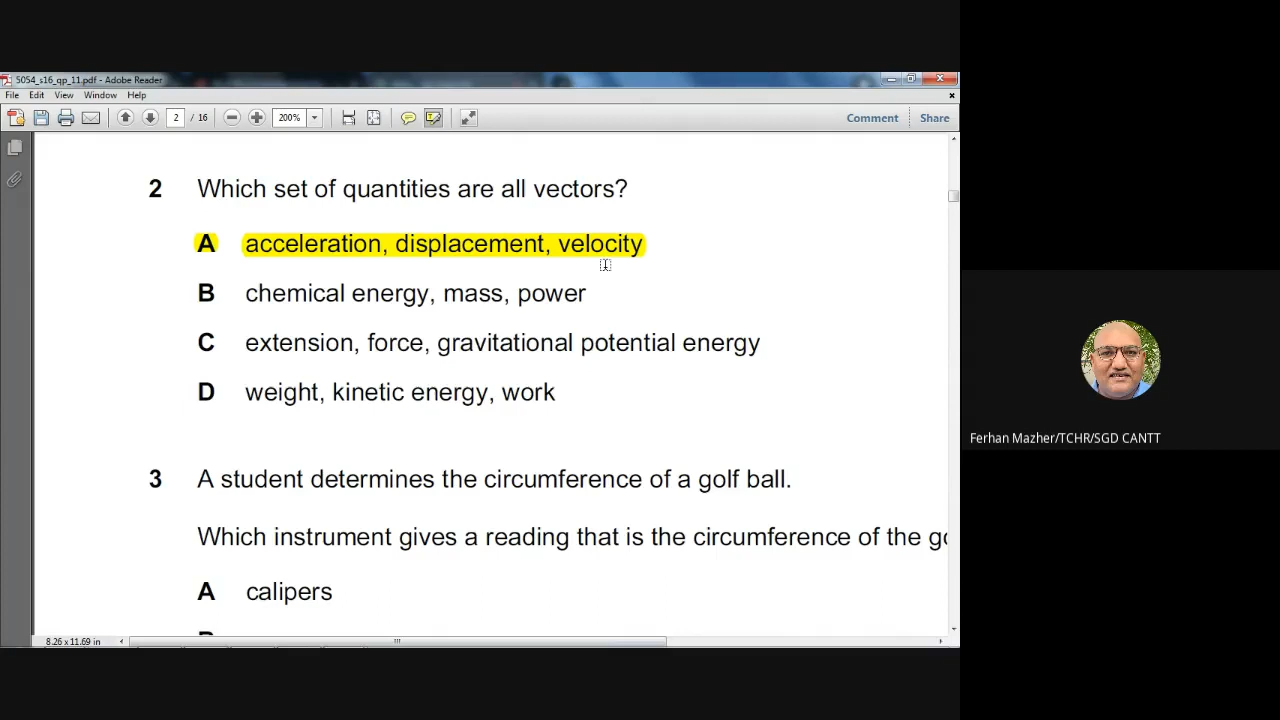 5054_s16_qp_11.pdf - Adobe Reader
File Edit View Window Help
2 / 16 200% Comment Share
2 Which set of quantities are all vectors?
A acceleration, displacement, velocity
B chemical energy, mass, power
C extension, force, gravitational potential energy
D weight, kinetic energy, work
3 A student determines the circumference of a golf ball.
Which instrument gives a reading that is the circumference of the
A calipers
8.26 x 11.69 in
Ferhan Mazher/TCHR/SGD CANTT